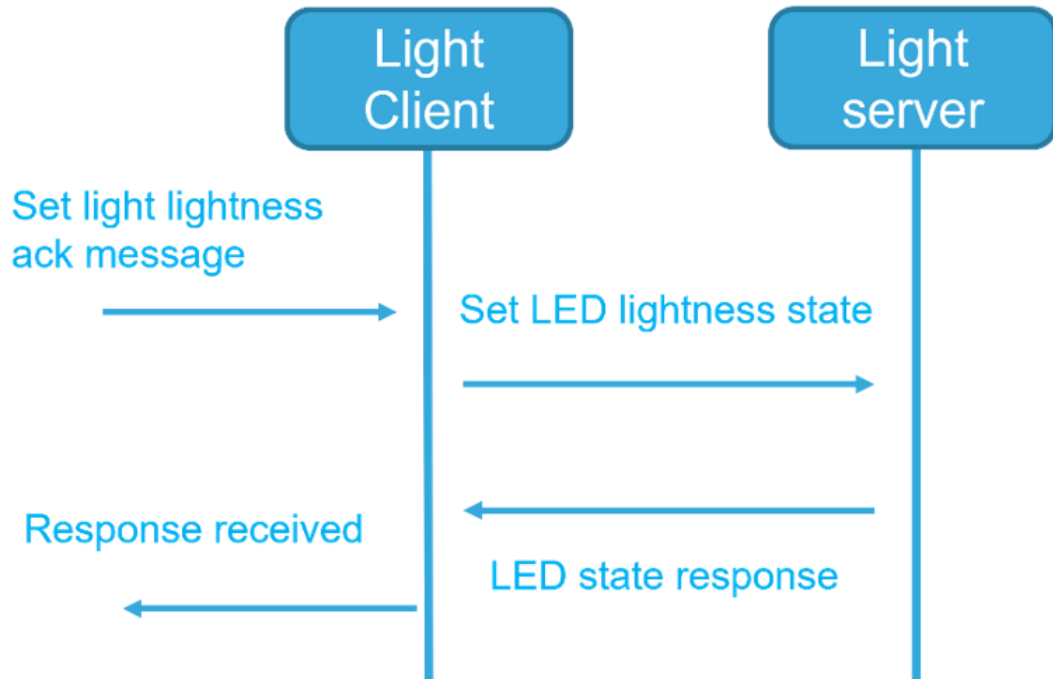 Light
Client
Light
server
Set light lightness
ack message
Set LED lightness state
Response received
LED state response